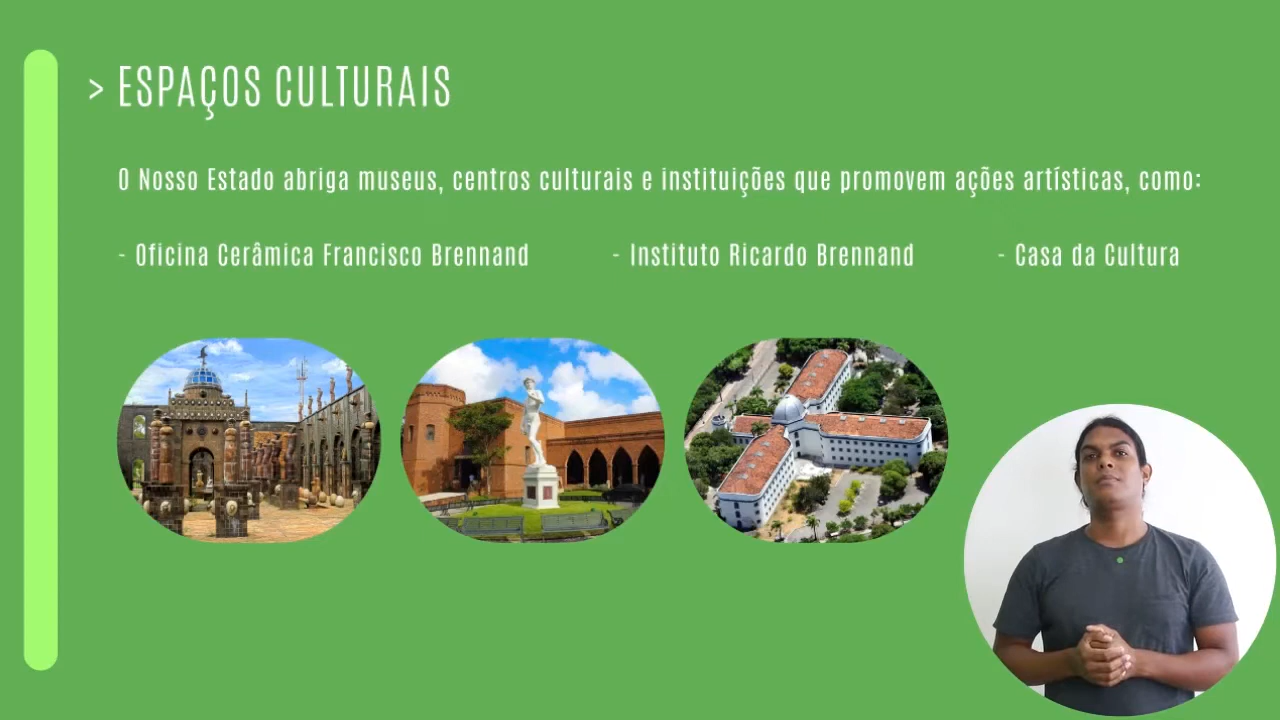 > ESPAÇOS CULTURAIS
O Nosso Estado abriga museus, centros culturais e instituições que promovem ações artísticas, como:
- Oficina Cerâmica Francisco Brennand - Instituto Ricardo Brennand - Casa da Cultura